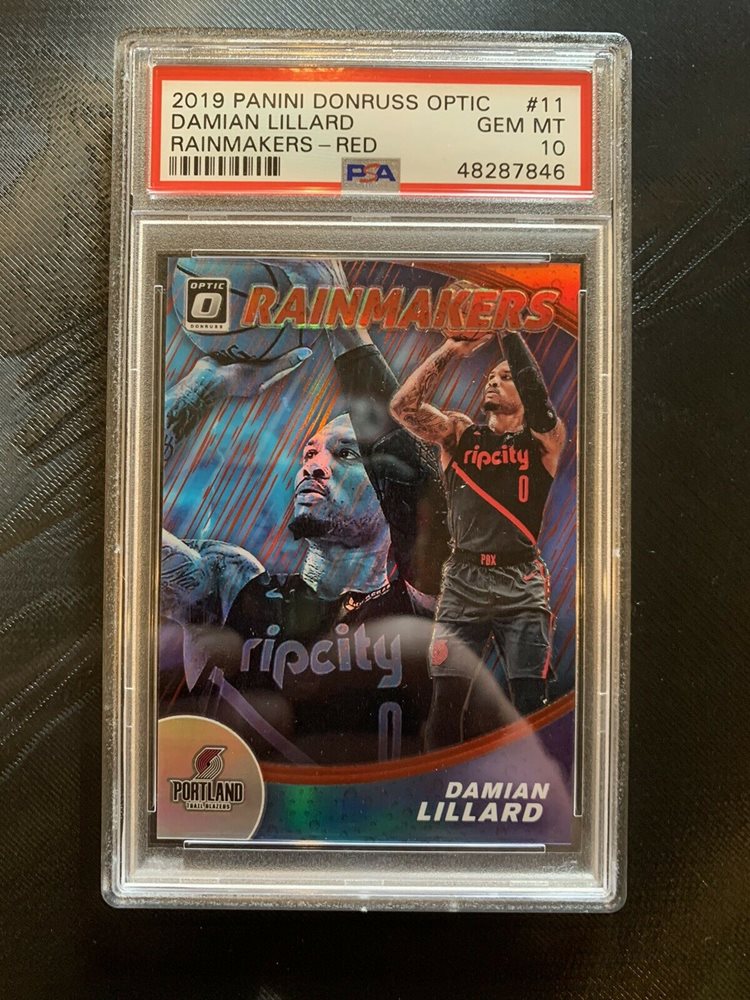 2019 PANINI DONRUSS OPTIC #11
DAMIAN LILLARD GEM MT
RAINMAKERS – RED 10
PSA 48287846
OPTIC
DONRUSS
RAINMAKERS
ripcity
0
PDX
ripcity
0
PORTLAND
TRAIL BLAZERS
DAMIAN
LILLARD